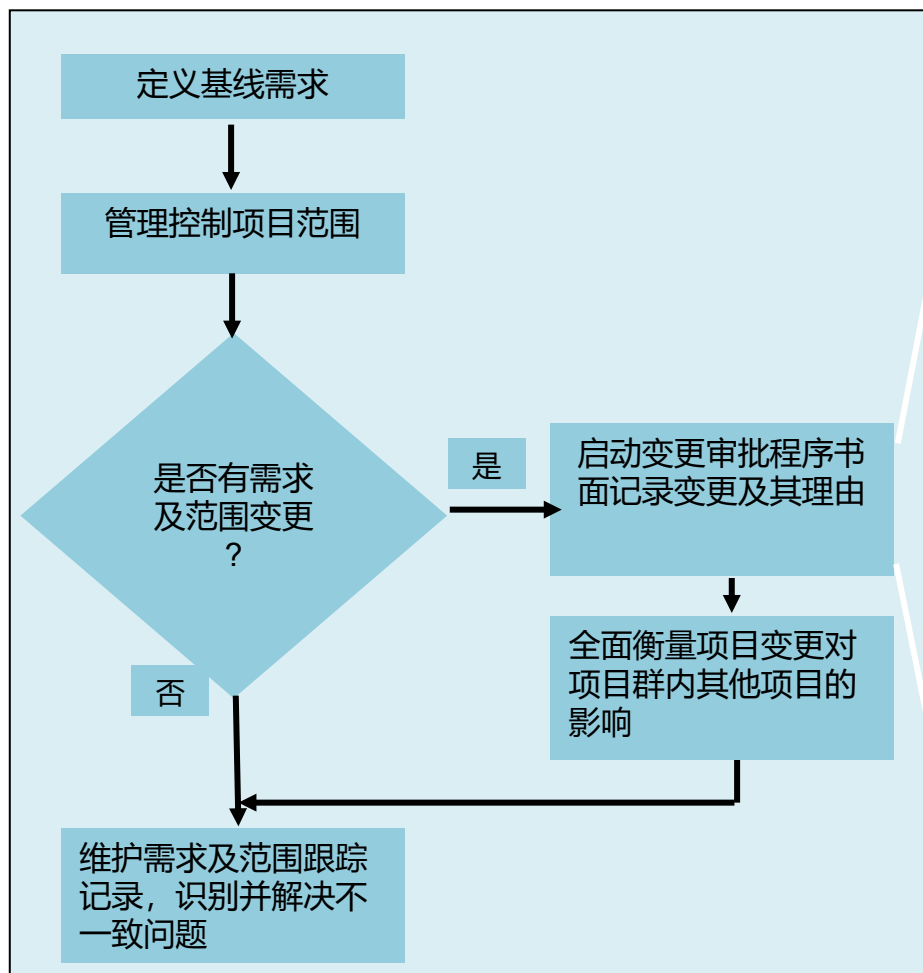 定义基线需求
管理控制项目范围
是否有需求
及范围变更
?
是
启动变更审批程序书
面记录变更及其理由
全面衡量项目变更对
项目群内其他项目的
影响
否
维护需求及范围跟踪
记录，识别并解决不
一致问题